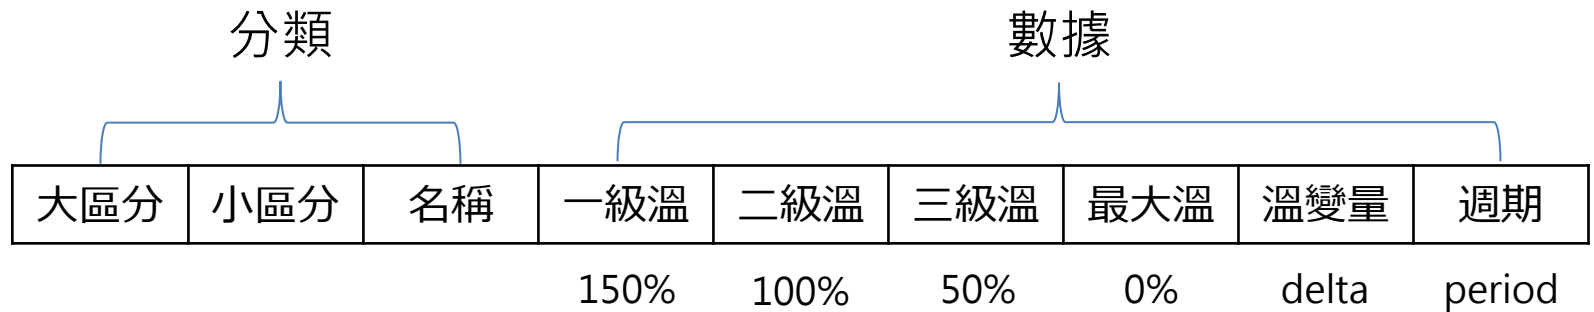 分類 數據
大區分 小區分 名稱 一級溫 二級溫 三級溫 最大溫 溫變量 週期
150% 100% 50% 0% delta period